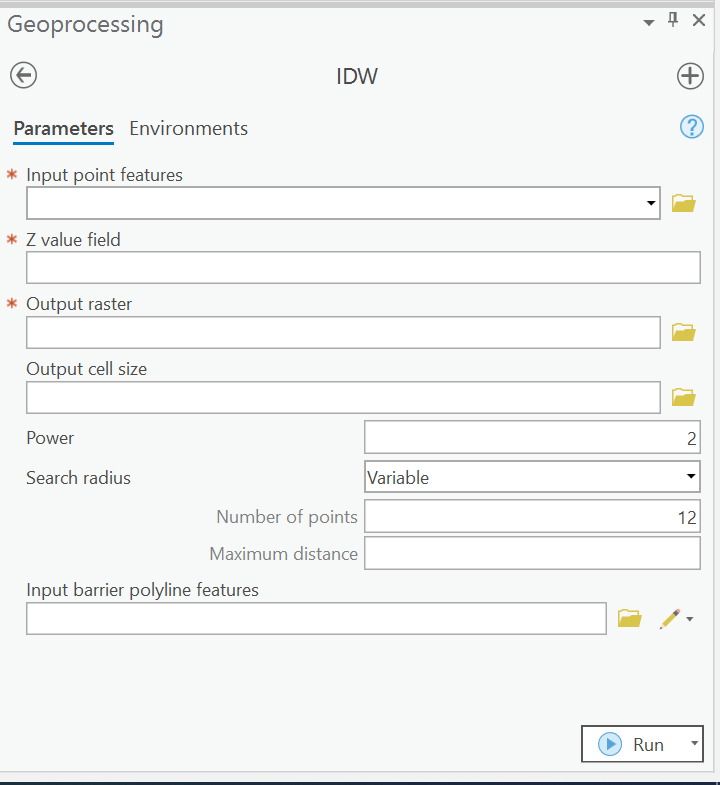 Geoprocessing
IDW
Parameters Environments
?
* Input point features
* Z value field
* Output raster
Output cell size
Power 2
Search radius Variable
Number of points 12
Maximum distance
Input barrier polyline features
Run